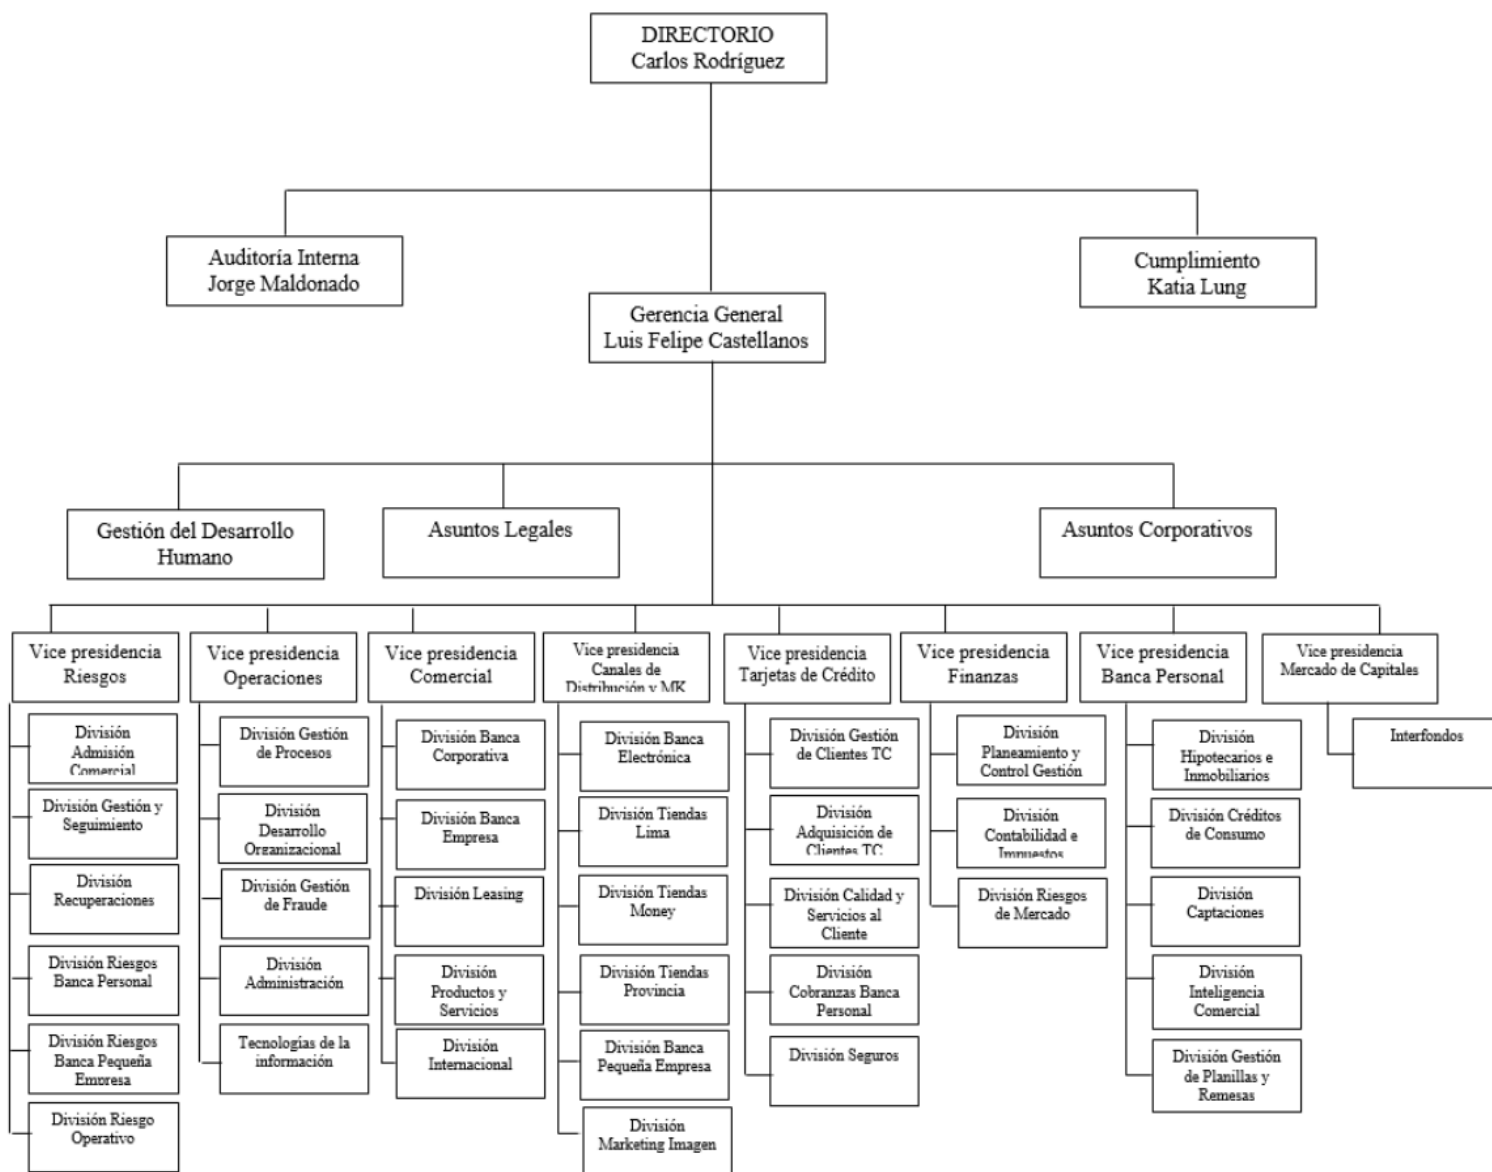 DIRECTORIO
Carlos Rodríguez
Auditoría Interna
Jorge Maldonado
Cumplimiento
Katia Lung
Gerencia General
Luis Felipe Castellanos
Gestión del Desarrollo
Humano
Asuntos Legales
Asuntos Corporativos
Vice presidencia
Riesgos
Vice presidencia
Operaciones
Vice presidencia
Comercial
Vice presidencia
Canales de
Distribución y MK
Vice presidencia
Tarjetas de Crédito
Vice presidencia
Finanzas
Vice presidencia
Banca Personal
Vice presidencia
Mercado de Capitales
División
Admisión
Comercial
División Gestión y
Seguimiento
División
Recuperaciones
División Riesgos
Banca Personal
División Riesgos
Banca Pequeña
Empresa
División Riesgo
Operativo
División Gestión
de Procesos
División
Desarrollo
Organizacional
División Gestión
de Fraude
División
Administración
Tecnologías de la
información
División Banca
Corporativa
División Banca
Empresa
División Leasing
División
Productos y
Servicios
División
Internacional
División Banca
Electrónica
División Tiendas
Lima
División Tiendas
Money
División Tiendas
Provincia
División Banca
Pequeña Empresa
División
Marketing Imagen
División Gestión
de Clientes TC
División
Adquisición de
Clientes TC
División Calidad y
Servicios al
Cliente
División
Cobranzas Banca
Personal
División Seguros
División
Planeamiento y
Control Gestión
División
Contabilidad e
Impuestos
División Riesgos
de Mercado
División
Hipotecarios e
Inmobiliarios
División Créditos
de Consumo
División
Captaciones
División
Inteligencia
Comercial
División Gestión
de Planillas y
Remesas
Interfondos